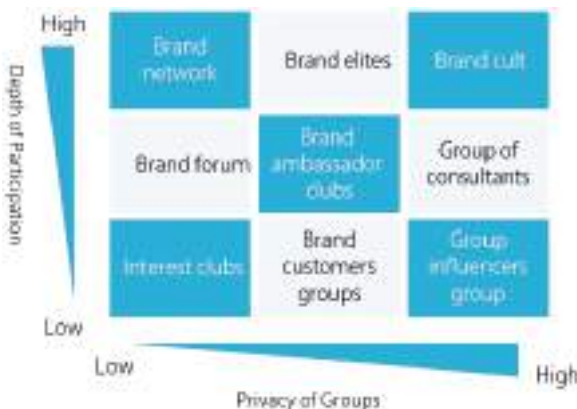 High
Depth of Participation
Brand
network
Brand elites
Brand cult
Brand forum
Brand
ambassador
clubs
Group of
consultants
Interest clubs
Brand
customers
groups
Group
influencers
group
Low
Low
High
Privacy of Groups